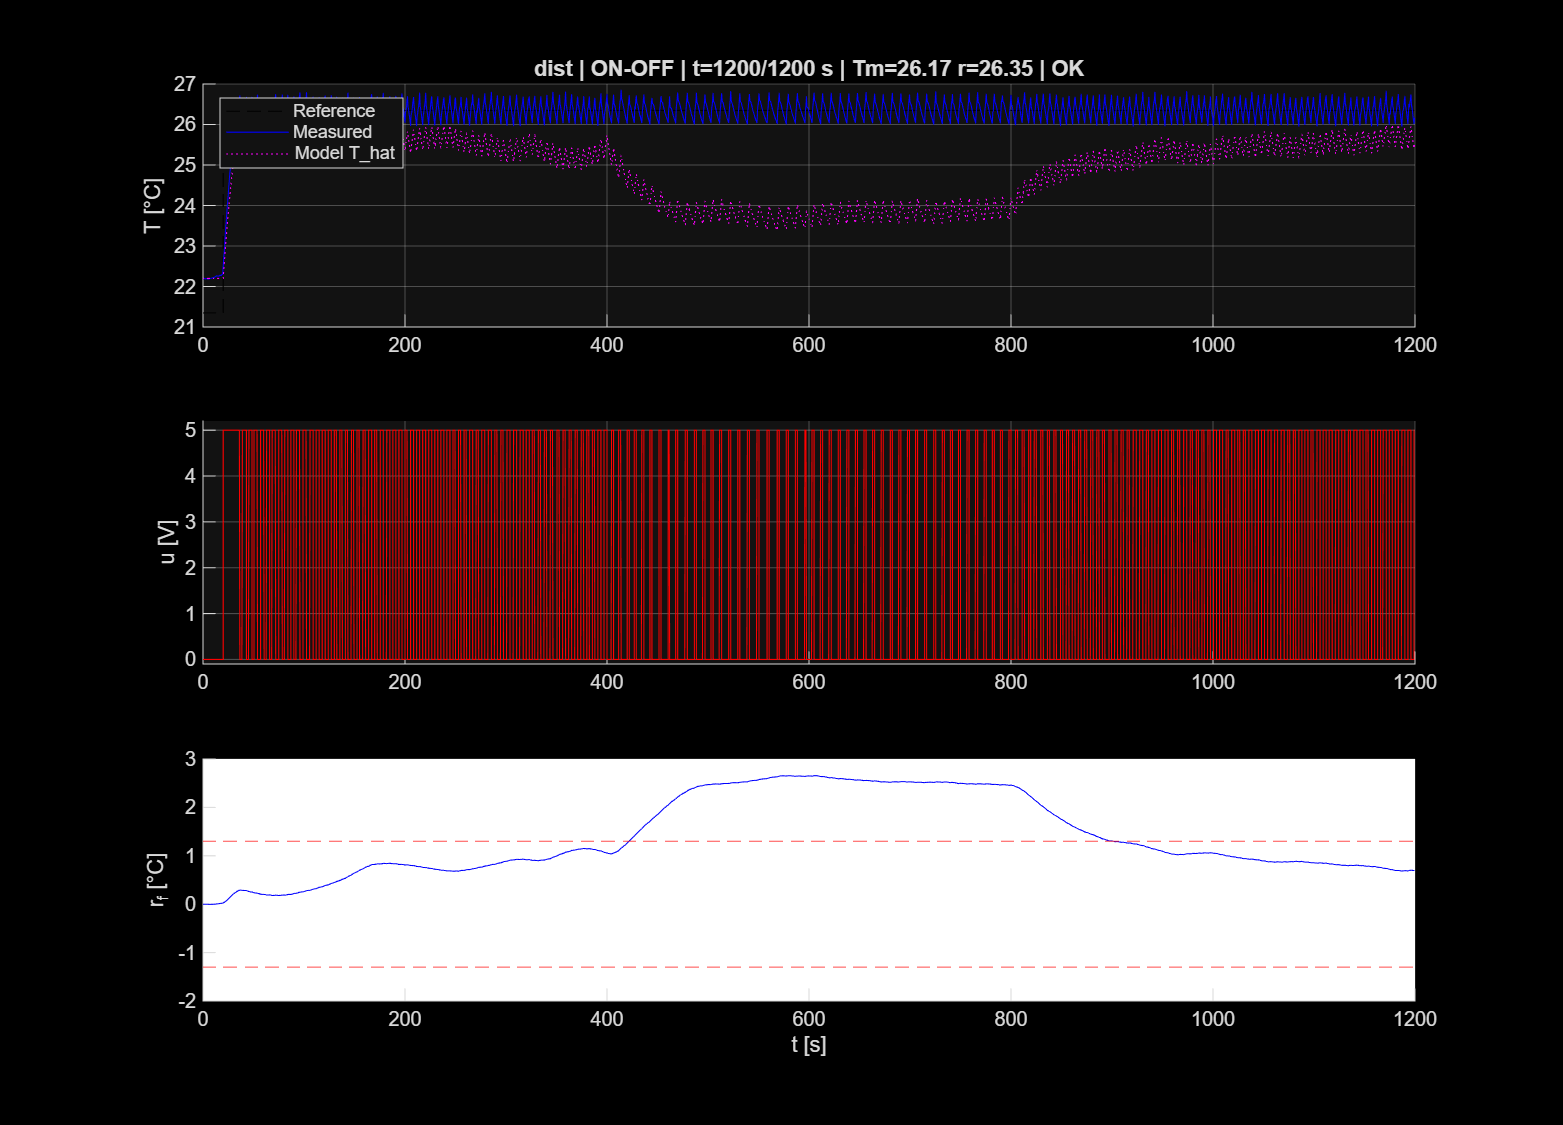 dist | ON-OFF | t=1200/1200 s | Tm=26.17 r=26.35 | OK
27
26
25
24
23
22
21
T [°C]
Reference
Measured
Model T_hat
0 200 400 600 800 1000 1200
5
4
3
2
1
0
u [V]
0 200 400 600 800 1000 1200
3
2
1
0
-1
-2
r_f [°C]
0 200 400 600 800 1000 1200
t [s]